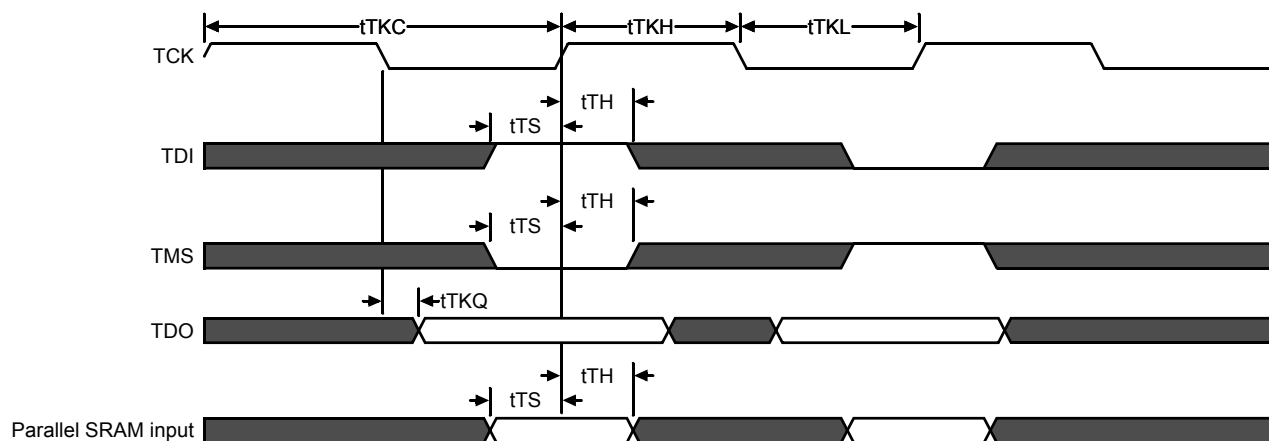 tTKC tTKH tTKL
TCK
tTH
tTS
TDI
tTH
tTS
TMS
tTKQ
TDO
tTH
tTS
Parallel SRAM input